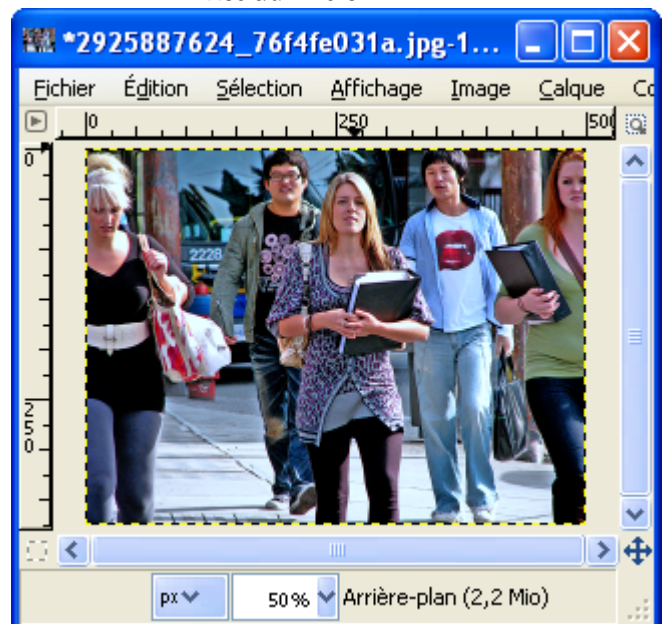 *2925887624_76f4fe031a.jpg-1...
Fichier Édition Sélection Affichage Image Calque
0 250
0
2228
250
px 50% Arrière-plan (2,2 Mio)